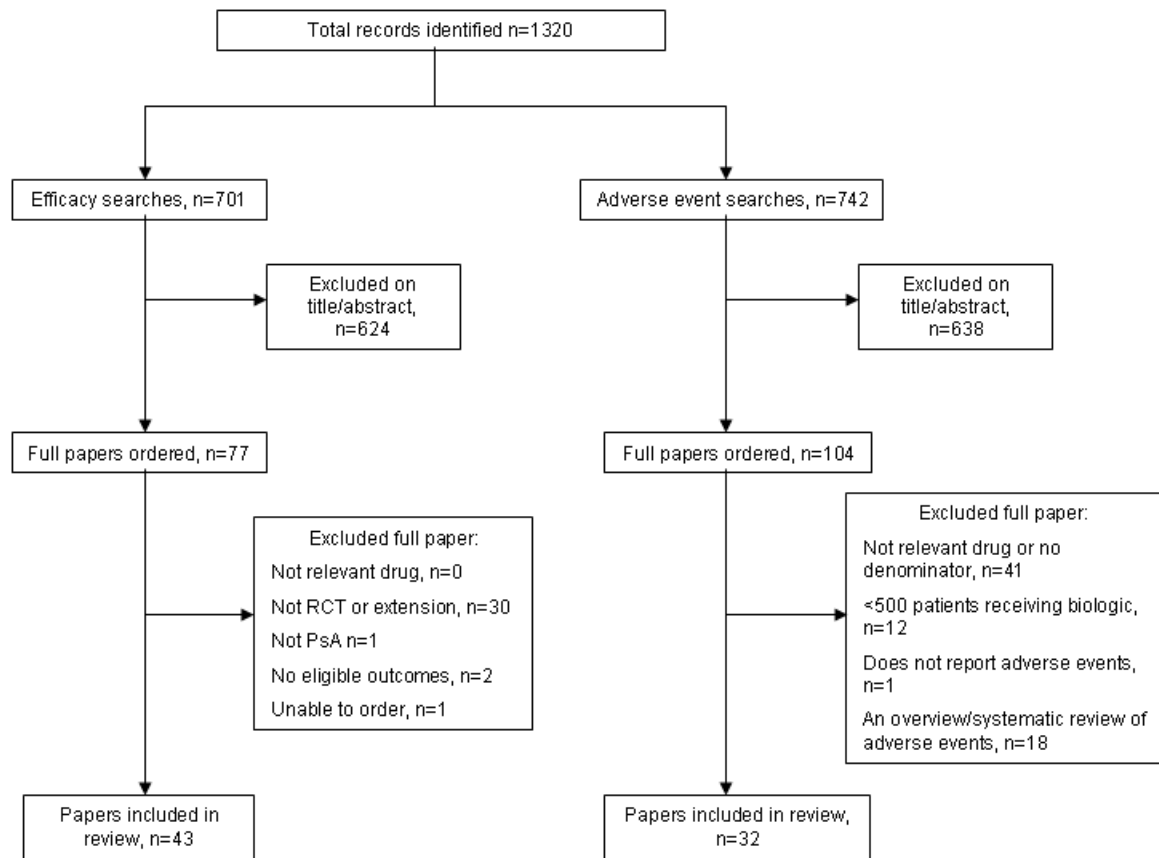 Total records identified n=1320
Efficacy searches, n=701
Adverse event searches, n=742
Excluded on
title/abstract,
n=624
Excluded on
title/abstract,
n=638
Full papers ordered, n=77
Full papers ordered, n=104
Excluded full paper:
Not relevant drug, n=0
Not RCT or extension, n=30
Not PsA n=1
No eligible outcomes, n=2
Unable to order, n=1
Excluded full paper:
Not relevant drug or no
denominator, n=41
<500 patients receiving biologic,
n=12
Does not report adverse events,
n=1
An overview/systematic review of
adverse events, n=18
Papers included in
review, n=43
Papers included in review,
n=32